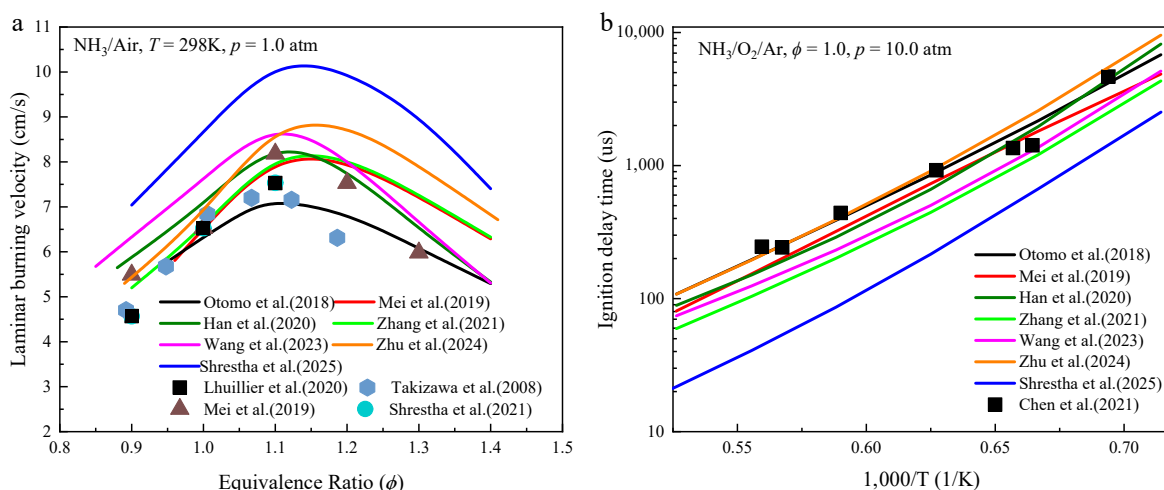 a
NH₃/Air, T = 298K, p = 1.0 atm
Laminar burning velocity (cm/s)
11
10
9
8
7
6
5
4
3
2
Otomo et al.(2018)
Mei et al.(2019)
Han et al.(2020)
Zhang et al.(2021)
Wang et al.(2023)
Zhu et al.(2024)
Shrestha et al.(2025)
Lhuillier et al.(2020)
Takizawa et al.(2008)
Mei et al.(2019)
Shrestha et al.(2021)
0.8 0.9 1.0 1.1 1.2 1.3 1.4 1.5
Equivalence Ratio (ϕ)
b
NH₃/O₂/Ar, ϕ = 1.0, p = 10.0 atm
Ignition delay time (us)
10,000
1,000
100
10
Otomo et al.(2018)
Mei et al.(2019)
Han et al.(2020)
Zhang et al.(2021)
Wang et al.(2023)
Zhu et al.(2024)
Shrestha et al.(2025)
Chen et al.(2021)
0.55 0.60 0.65 0.70
1,000/T (1/K)